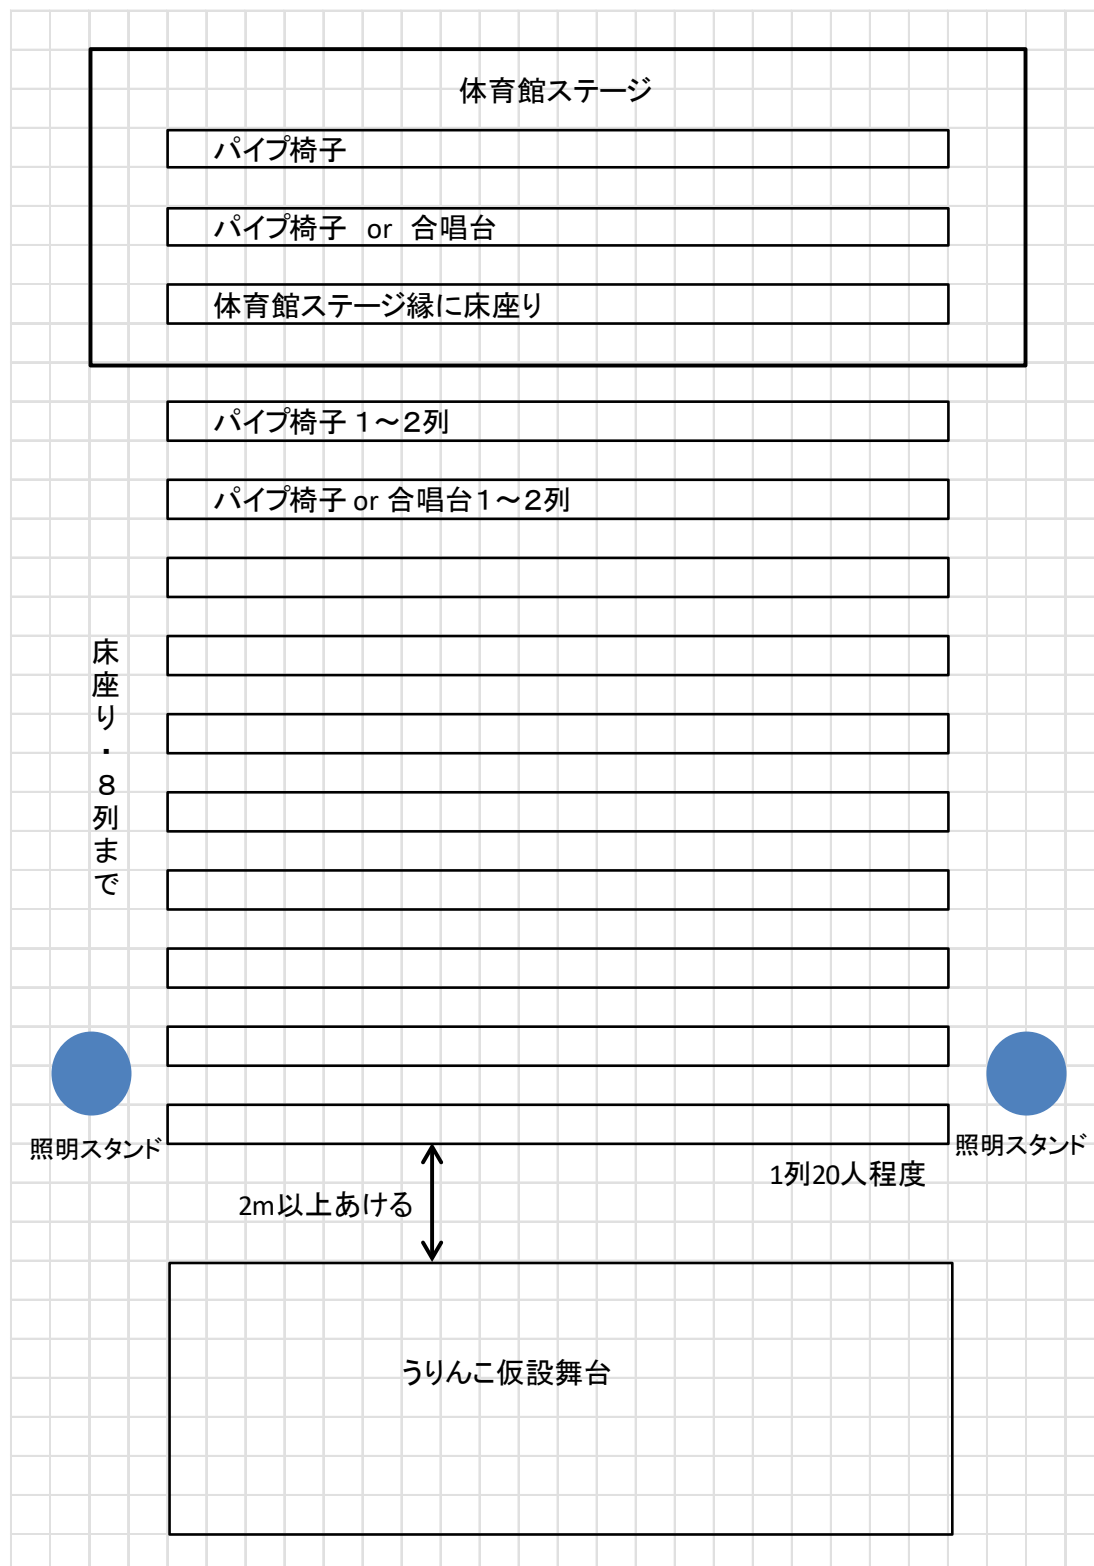 体育館ステージ
パイプ椅子
パイプ椅子 or 合唱台
体育館ステージ縁に床座り
パイプ椅子 1～2列
パイプ椅子 or 合唱台1～2列
床座り・8列まで
照明スタンド
照明スタンド
1列20人程度
2m以上あける
うりんこ仮設舞台